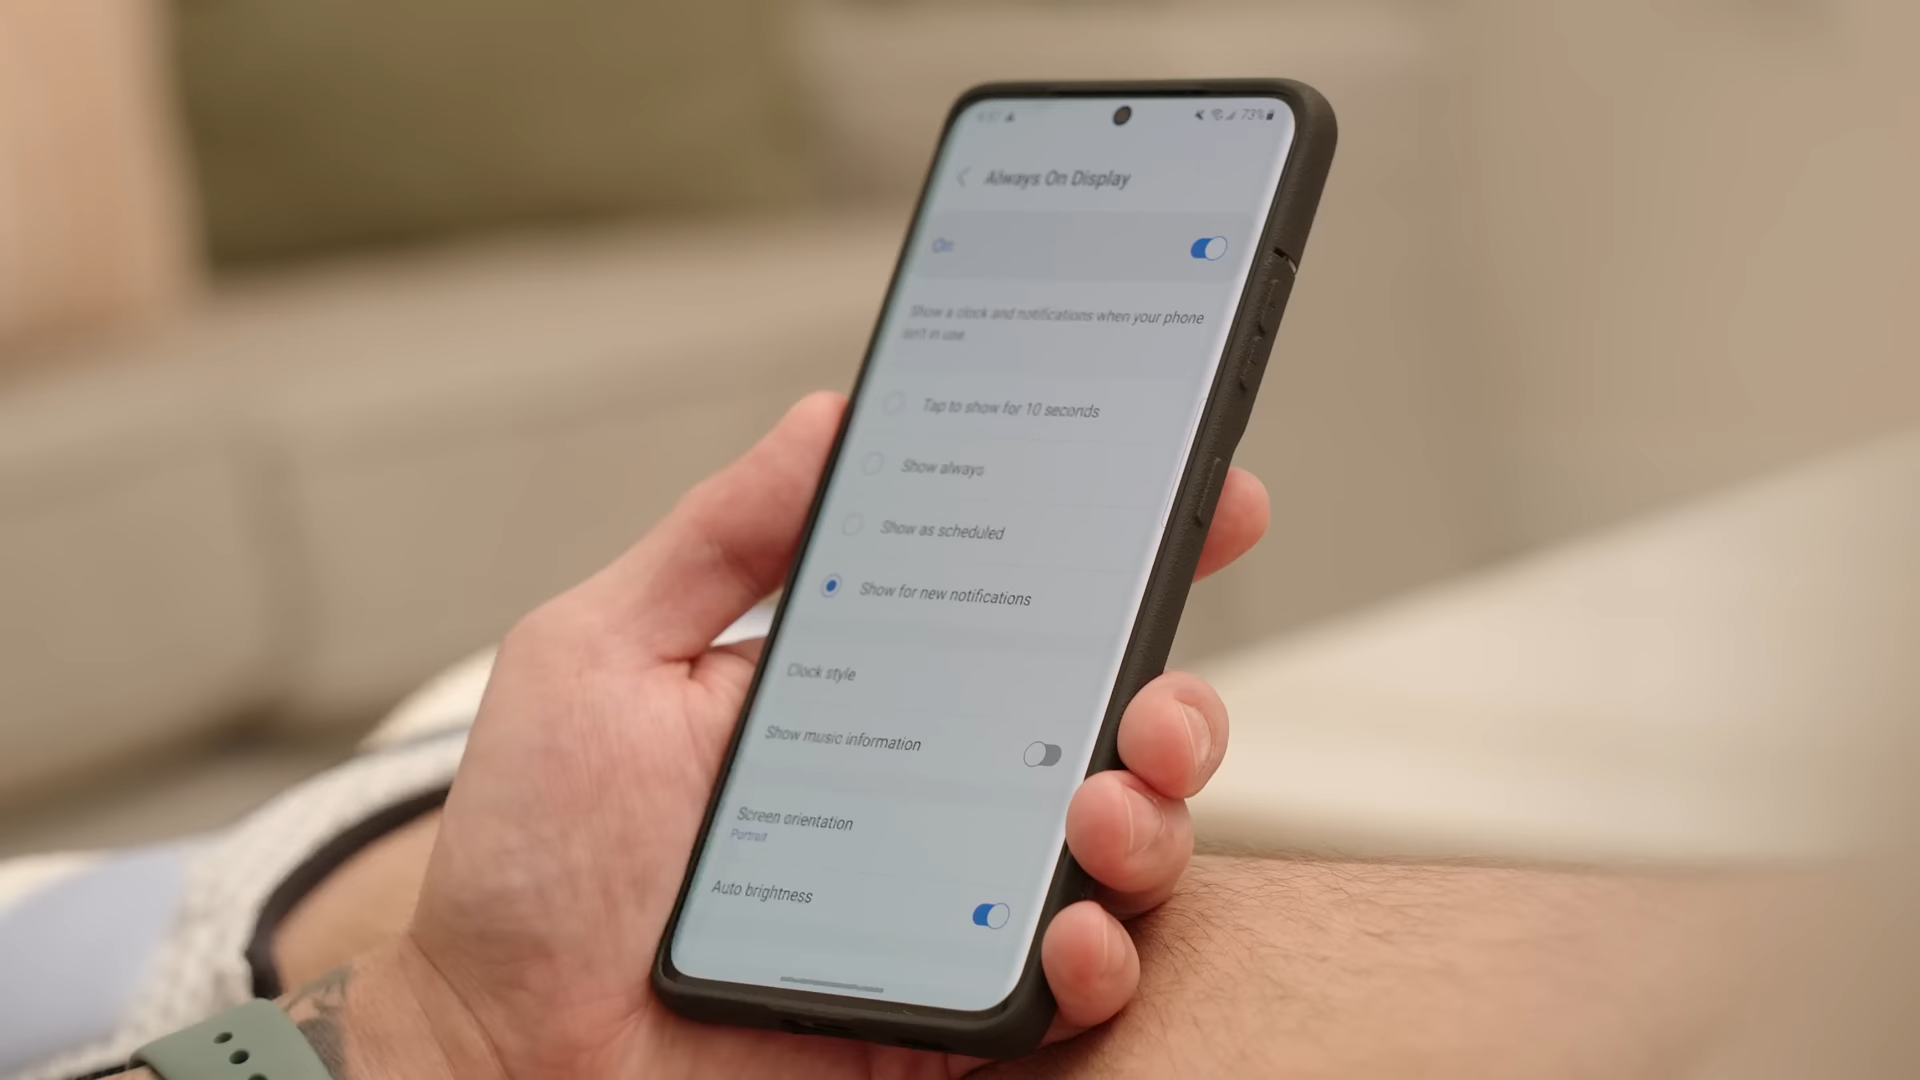 73%
Always On Display
On
Show a clock and notifications when your phone
isn't in use
Tap to show for 10 seconds
Show always
Show as scheduled
Show for new notifications
Clock style
Show music information
Screen orientation
Portrait
Auto brightness